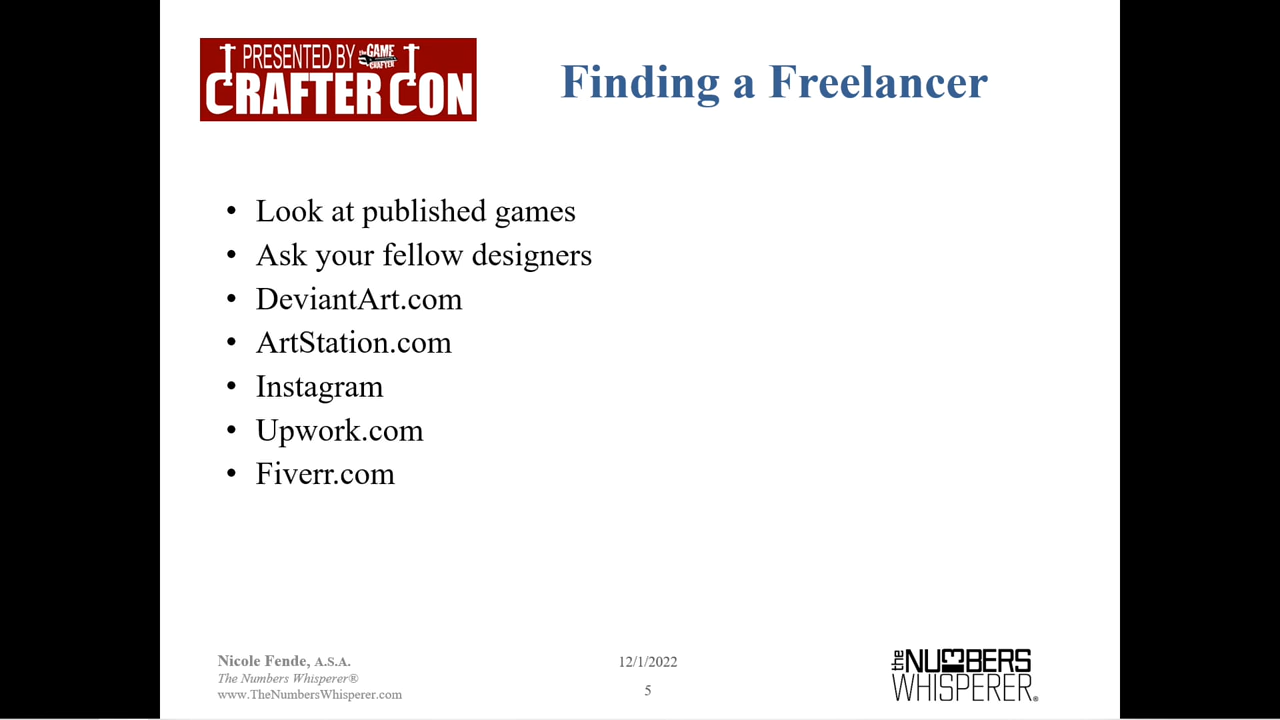 PRESENTED BY the GAME CRAFTER
CRAFTER CON
Finding a Freelancer
• Look at published games
• Ask your fellow designers
• DeviantArt.com
• ArtStation.com
• Instagram
• Upwork.com
• Fiverr.com
Nicole Fende, A.S.A.
The Numbers Whisperer®
www.TheNumbersWhisperer.com
12/1/2022
5
the NUMBERS
WHISPERER®